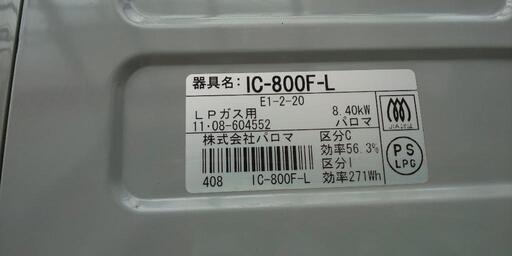 器具名：IC-800F-L
E1-2-20
LPガス用 8.40kW
11・08-604552 パロマ
株式会社パロマ 区分C
効率56.3%
区分I
408 IC-800F-L 効率271Wh
PS
LPG